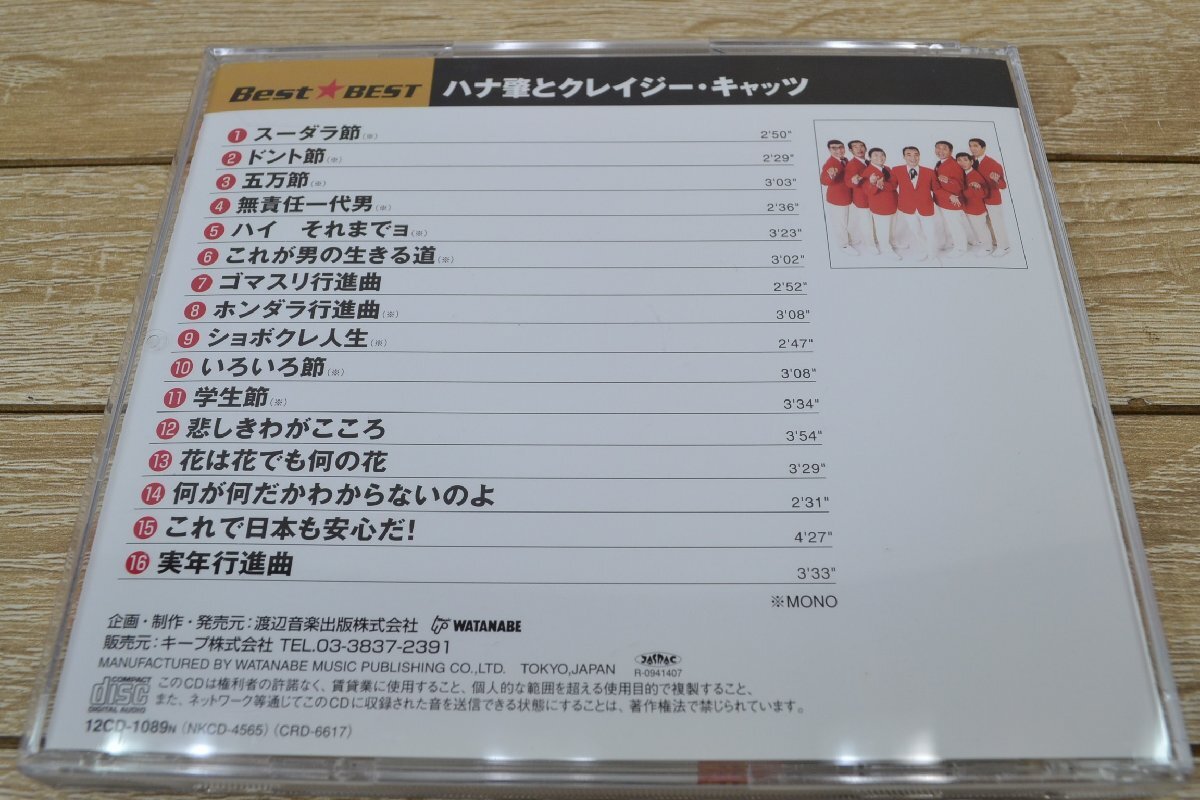 Best★BEST ハナ肇とクレイジー・キャッツ
1 スーダラ節(※) 2'50"
2 ドント節(※) 2'29"
3 五万節(※) 3'03"
4 無責任一代男(※) 2'36"
5 ハイ それまでョ(※) 3'23"
6 これが男の生きる道(※) 3'02"
7 ゴマスリ行進曲 2'52"
8 ホンダラ行進曲(※) 3'08"
9 ショボクレ人生(※) 2'47"
10 いろいろ節(※) 3'08"
11 学生節(※) 3'34"
12 悲しきわがこころ 3'54"
13 花は花でも何の花 3'29"
14 何が何だかわからないのよ 2'31"
15 これで日本も安心だ! 4'27"
16 実年行進曲 3'33"
※MONO
企画・制作・発売元:渡辺音楽出版株式会社 WATANABE
販売元:キープ株式会社 TEL.03-3837-2391
MANUFACTURED BY WATANABE MUSIC PUBLISHING CO.,LTD. TOKYO,JAPAN
JASRAC
R-0941407
COMPACT disc DIGITAL AUDIO
このCDは権利者の許諾なく、賃貸業に使用すること、個人的な範囲を超える使用目的で複製すること、
また、ネットワーク等通じてこのCDに収録された音を送信できる状態にすることは、著作権法で禁じられています。
12CD-1089N (NKCD-4565) (CRD-6617)